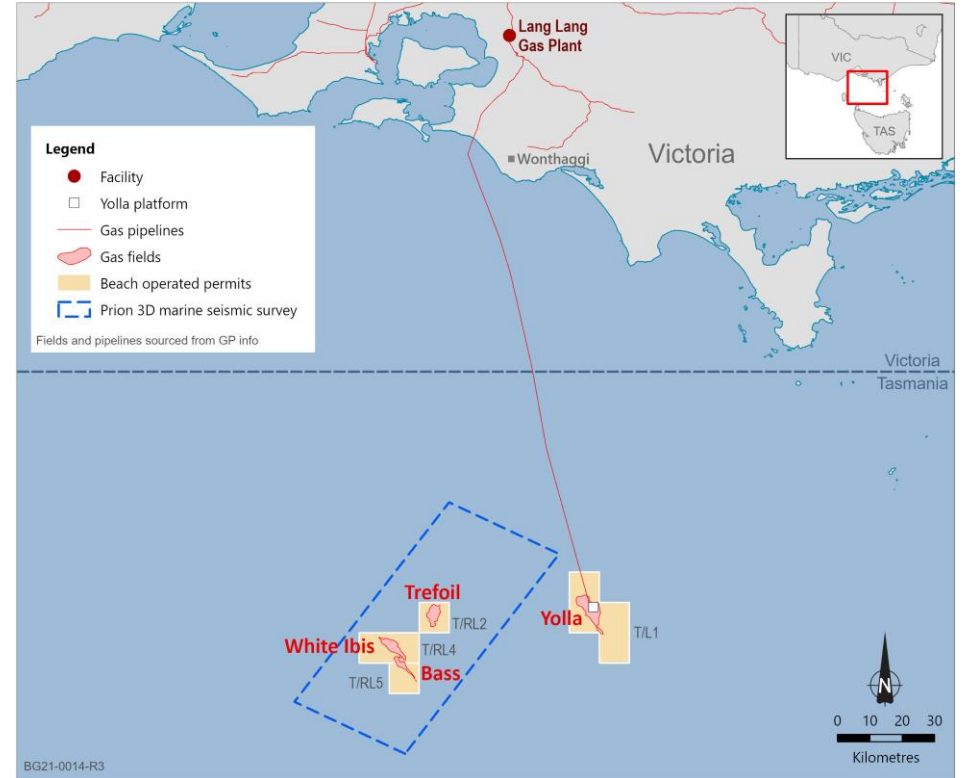 Lang Lang
Gas Plant
VIC
TAS
Legend
Facility
Yolla platform
Gas pipelines
Gas fields
Beach operated permits
Prion 3D marine seismic survey
Fields and pipelines sourced from GP info
Wonthaggi
Victoria
Victoria
Tasmania
Trefoil
T/RL2
Yolla
T/L1
White Ibis
T/RL4
Bass
T/RL5
N
0 10 20 30
Kilometres
BG21-0014-R3